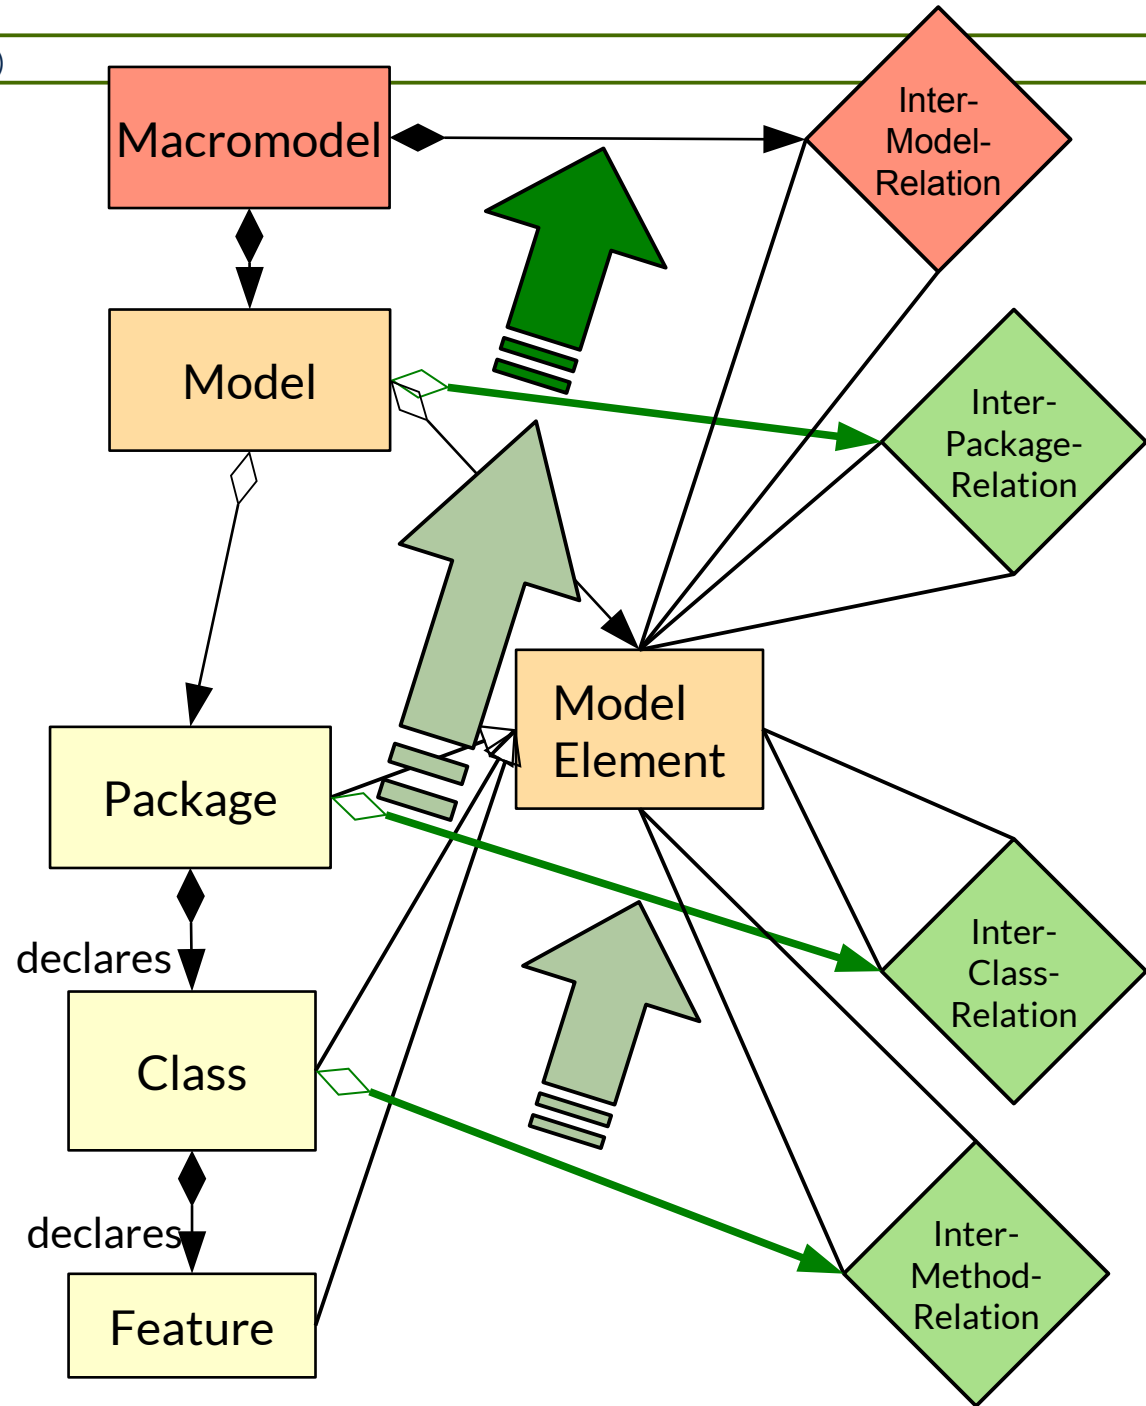 Macromodel
Inter-
Model-
Relation
Model
Inter-
Package-
Relation
Model
Element
Package
declares
Inter-
Class-
Relation
Class
declares
Inter-
Method-
Relation
Feature